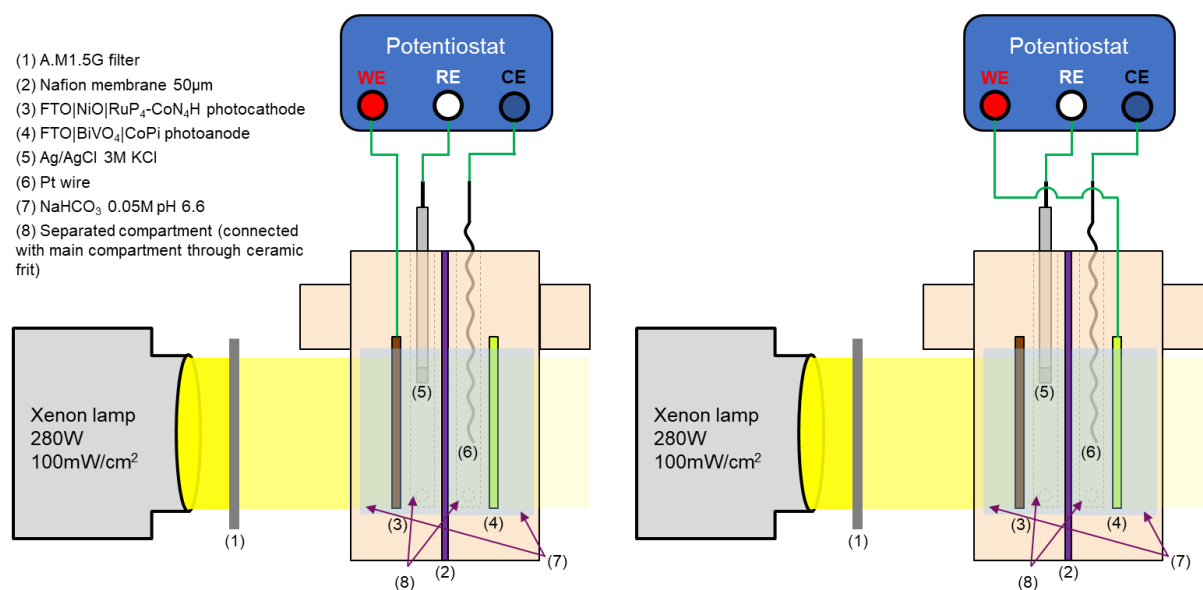 (1) A.M1.5G filter
(2) Nafion membrane 50µm
(3) FTO|NiO|RuP₄-CoN₄H photocathode
(4) FTO|BiVO₄|CoPi photoanode
(5) Ag/AgCl 3M KCl
(6) Pt wire
(7) NaHCO₃ 0.05M pH 6.6
(8) Separated compartment (connected
with main compartment through ceramic
frit)
Potentiostat
WE RE CE
Xenon lamp
280W
100mW/cm²
(1)
(5)
(6)
(3)
(4)
(8)
(2)
(7)
Potentiostat
WE RE CE
Xenon lamp
280W
100mW/cm²
(1)
(5)
(6)
(3)
(4)
(8)
(2)
(7)